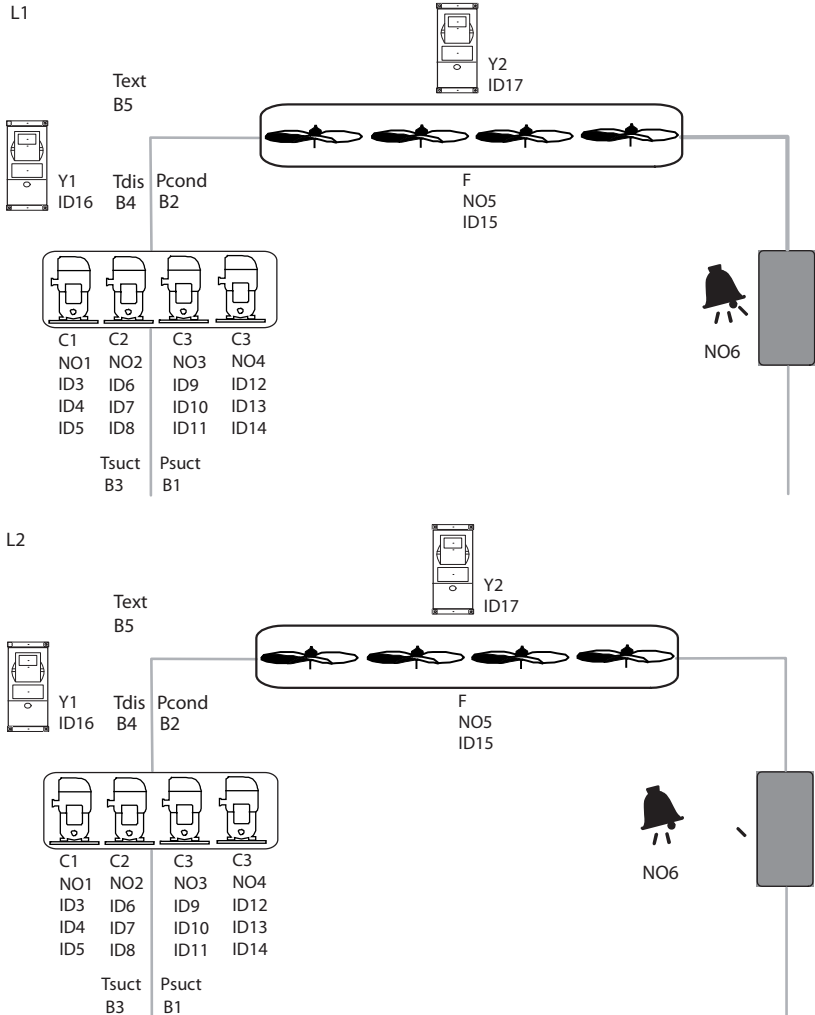 L1
Y2
ID17
Text
B5
Y1
ID16
Tdis Pcond
B4 B2
F
NO5
ID15
NO6
C1 C2 C3 C3
NO1 NO2 NO3 NO4
ID3 ID6 ID9 ID12
ID4 ID7 ID10 ID13
ID5 ID8 ID11 ID14
Tsuct Psuct
B3 B1
L2
Y2
ID17
Text
B5
Y1
ID16
Tdis Pcond
B4 B2
F
NO5
ID15
NO6
C1 C2 C3 C3
NO1 NO2 NO3 NO4
ID3 ID6 ID9 ID12
ID4 ID7 ID10 ID13
ID5 ID8 ID11 ID14
Tsuct Psuct
B3 B1